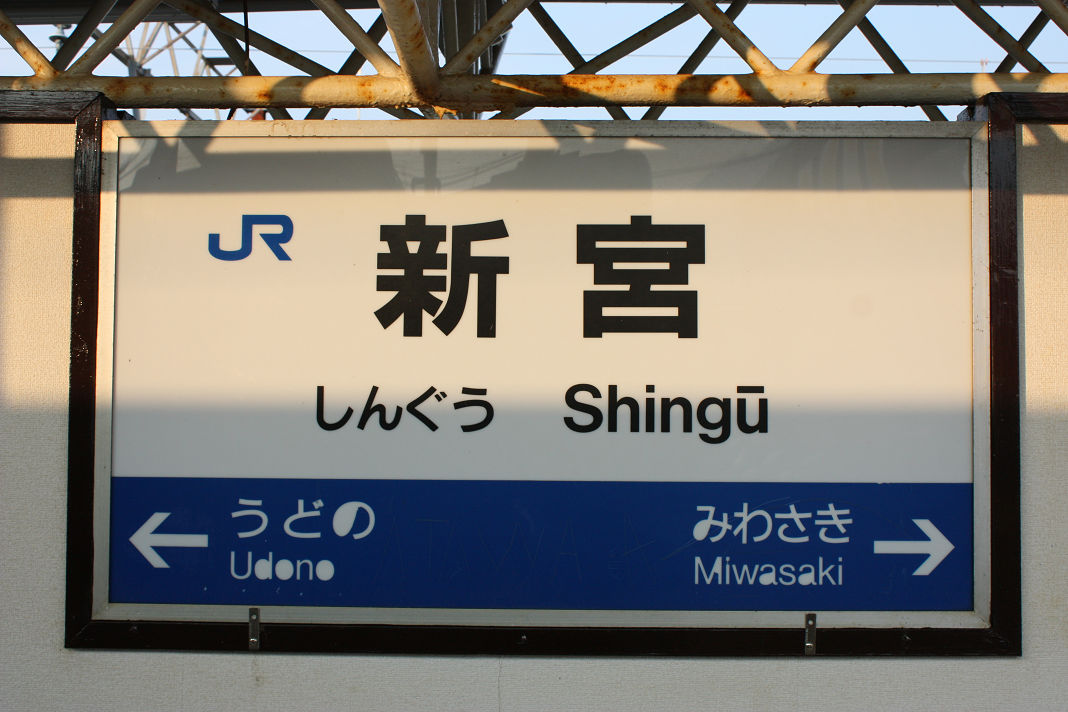 JR 新宮
しんぐう Shingū
← うどの みわさき →
Udono Miwasaki